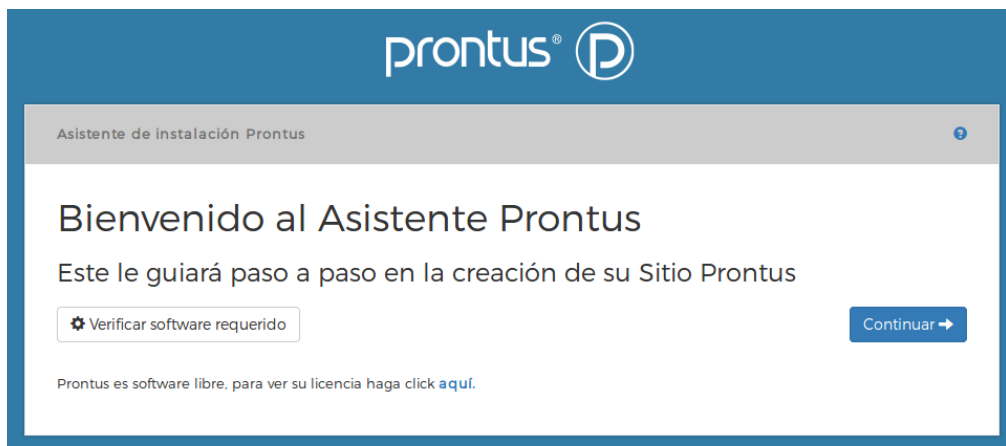 prontus®
Asistente de instalación Prontus
Bienvenido al Asistente Prontus
Este le guiará paso a paso en la creación de su Sitio Prontus
Verificar software requerido
Continuar
Prontus es software libre, para ver su licencia haga click aquí.